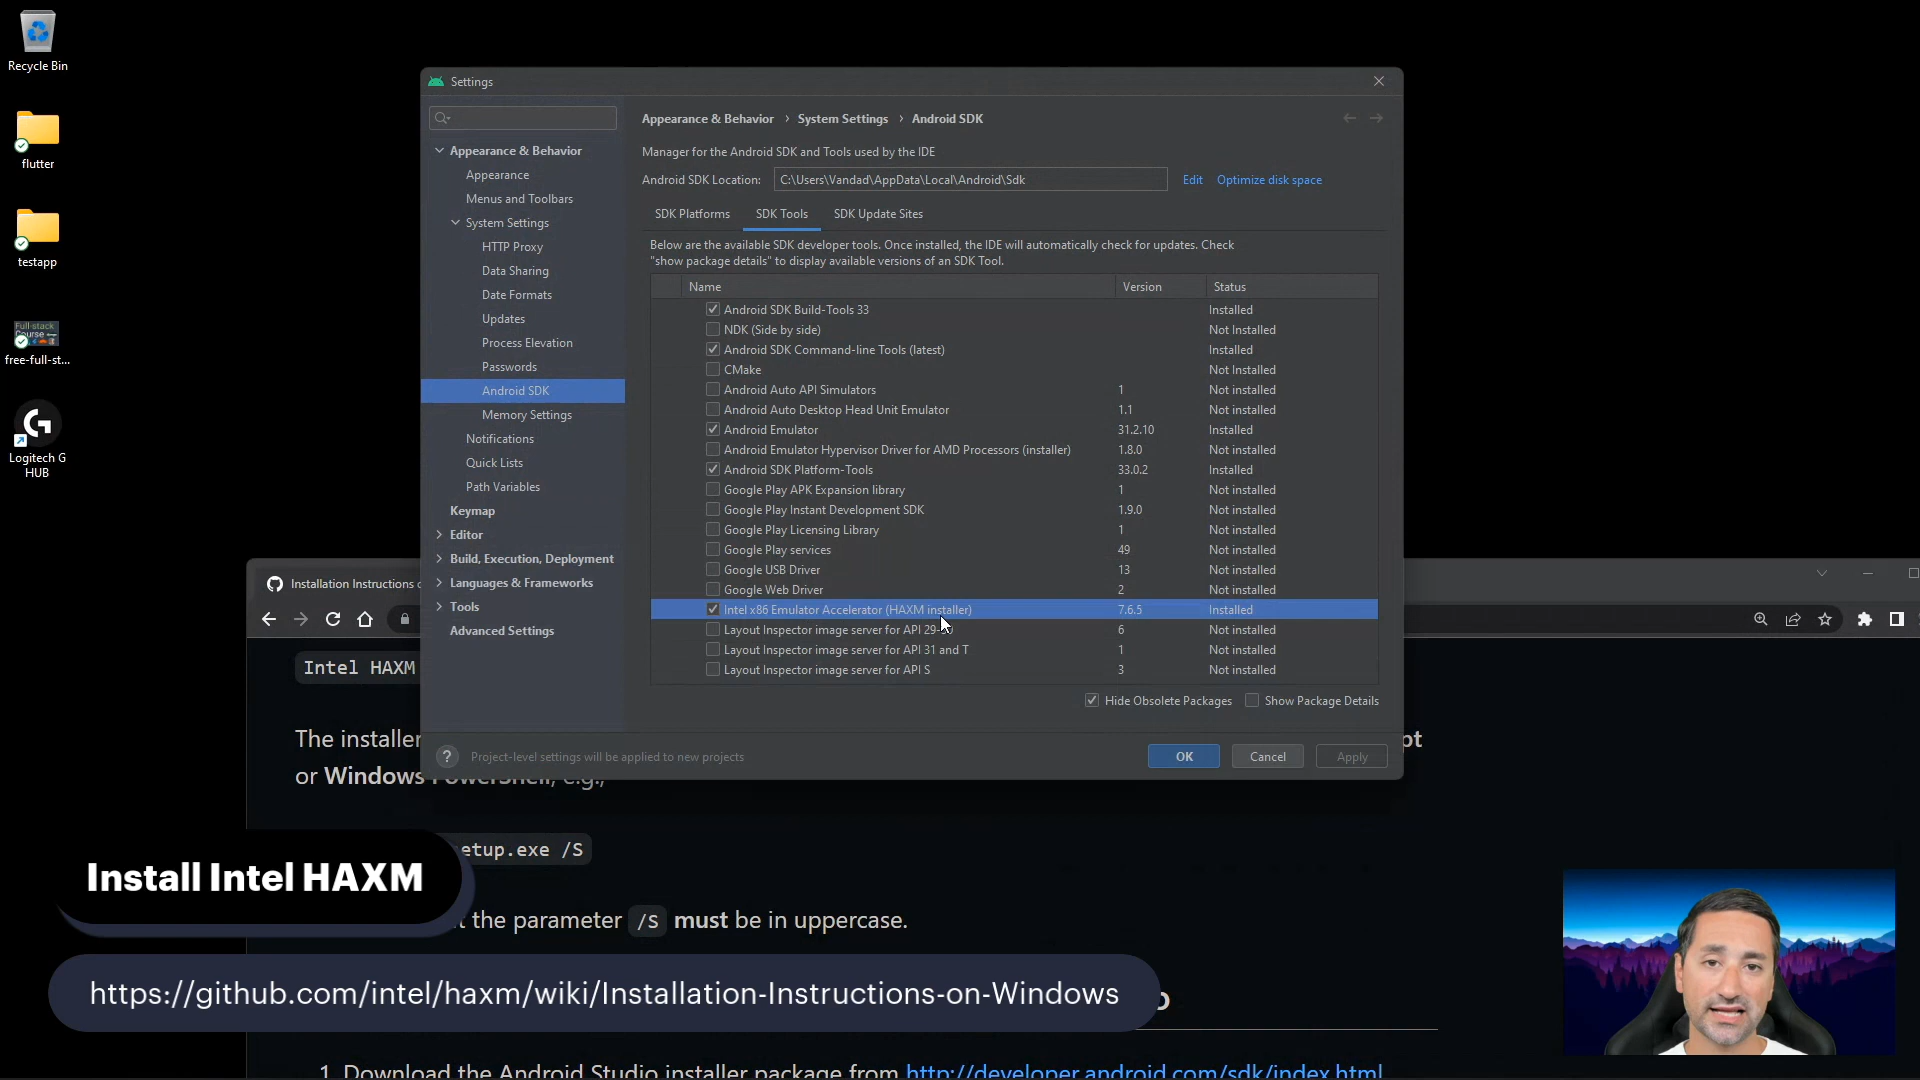 Recycle Bin
flutter
testapp
Full-stack
Course
free-full-st...
Logitech G
HUB
Settings
Appearance & Behavior
Appearance
Menus and Toolbars
System Settings
HTTP Proxy
Data Sharing
Date Formats
Updates
Process Elevation
Passwords
Android SDK
Memory Settings
Notifications
Quick Lists
Path Variables
Keymap
Editor
Build, Execution, Deployment
Languages & Frameworks
Tools
Advanced Settings
Appearance & Behavior › System Settings › Android SDK
Manager for the Android SDK and Tools used by the IDE
Android SDK Location: C:\Users\Vandad\AppData\Local\Android\Sdk Edit Optimize disk space
SDK Platforms SDK Tools SDK Update Sites
Below are the available SDK developer tools. Once installed, the IDE will automatically check for updates. Check
"show package details" to display available versions of an SDK Tool.
Name Version Status
Android SDK Build-Tools 33 Installed
NDK (Side by side) Not Installed
Android SDK Command-line Tools (latest) Installed
CMake Not Installed
Android Auto API Simulators 1 Not installed
Android Auto Desktop Head Unit Emulator 1.1 Not installed
Android Emulator 31.2.10 Installed
Android Emulator Hypervisor Driver for AMD Processors (installer) 1.8.0 Not installed
Android SDK Platform-Tools 33.0.2 Installed
Google Play APK Expansion library 1 Not installed
Google Play Instant Development SDK 1.9.0 Not installed
Google Play Licensing Library 1 Not installed
Google Play services 49 Not installed
Google USB Driver 13 Not installed
Google Web Driver 2 Not installed
Intel x86 Emulator Accelerator (HAXM installer) 7.6.5 Installed
Layout Inspector image server for API 29- 6 Not installed
Layout Inspector image server for API 31 and T 1 Not installed
Layout Inspector image server for API S 3 Not installed
Hide Obsolete Packages Show Package Details
? Project-level settings will be applied to new projects
OK Cancel Apply
Installation Instructions
Intel HAXM
The installer
pt
or Windows PowerShell, e.g.,
etup.exe /S
Install Intel HAXM
the parameter /S must be in uppercase.
https://github.com/intel/haxm/wiki/Installation-Instructions-on-Windows
1. Download the Android Studio installer package from http://developer.android.com/sdk/index.html